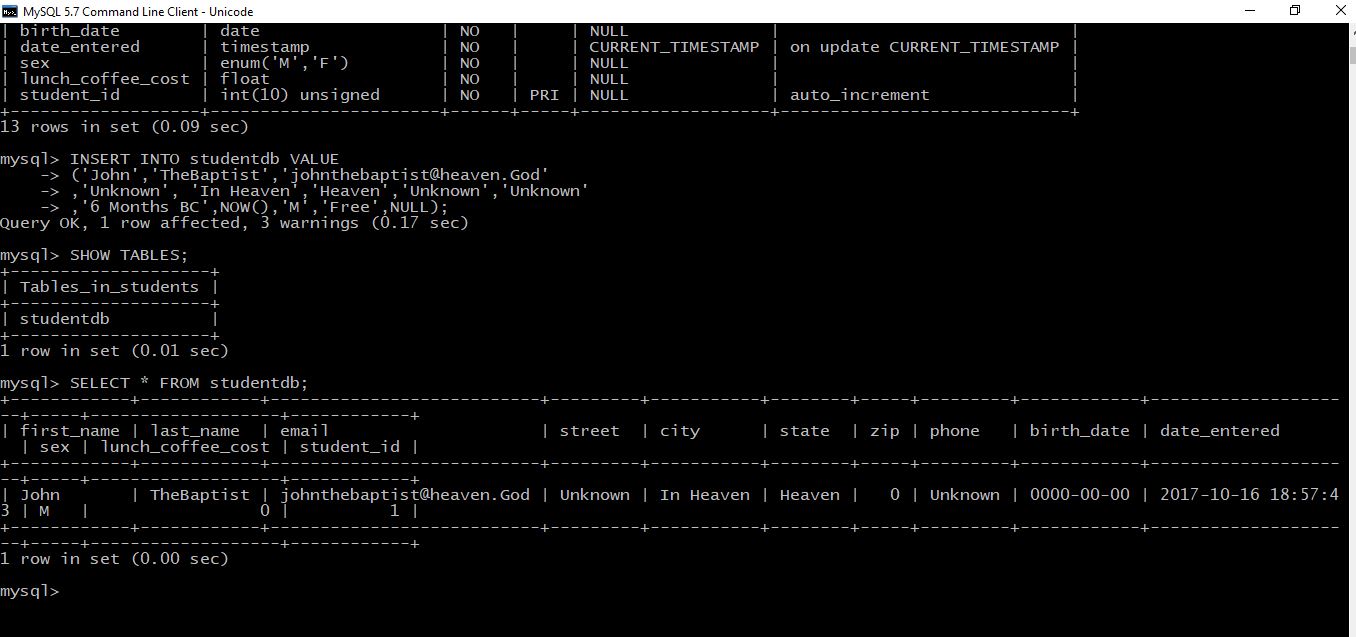 MySQL 5.7 Command Line Client - Unicode
| birth_date          | date                  | NO   |     | NULL              |                             |
| date_entered        | timestamp             | NO   |     | CURRENT_TIMESTAMP | on update CURRENT_TIMESTAMP |
| sex                 | enum('M','F')         | NO   |     | NULL              |                             |
| lunch_coffee_cost   | float                 | NO   |     | NULL              |                             |
| student_id          | int(10) unsigned      | NO   | PRI | NULL              | auto_increment              |
+---------------------+-----------------------+------+-----+-------------------+-----------------------------+
13 rows in set (0.09 sec)
mysql> INSERT INTO studentdb VALUE
    -> ('John','TheBaptist','johnthebaptist@heaven.God'
    -> ,'Unknown', 'In Heaven','Heaven','Unknown','Unknown'
    -> ,'6 Months BC',NOW(),'M','Free',NULL);
Query OK, 1 row affected, 3 warnings (0.17 sec)
mysql> SHOW TABLES;
+--------------------+
| Tables_in_students |
+--------------------+
| studentdb          |
+--------------------+
1 row in set (0.01 sec)
mysql> SELECT * FROM studentdb;
+------------+------------+---------------------------+---------+-----------+--------+-----+---------+------------+-------------------
--+-----+-------------------+------------+
| first_name | last_name  | email                     | street  | city      | state  | zip | phone   | birth_date | date_entered
  | sex | lunch_coffee_cost | student_id |
+------------+------------+---------------------------+---------+-----------+--------+-----+---------+------------+-------------------
--+-----+-------------------+------------+
| John       | TheBaptist | johnthebaptist@heaven.God | Unknown | In Heaven | Heaven |   0 | Unknown | 0000-00-00 | 2017-10-16 18:57:4
3 | M   |                 0 |          1 |
+------------+------------+---------------------------+---------+-----------+--------+-----+---------+------------+-------------------
--+-----+-------------------+------------+
1 row in set (0.00 sec)
mysql>